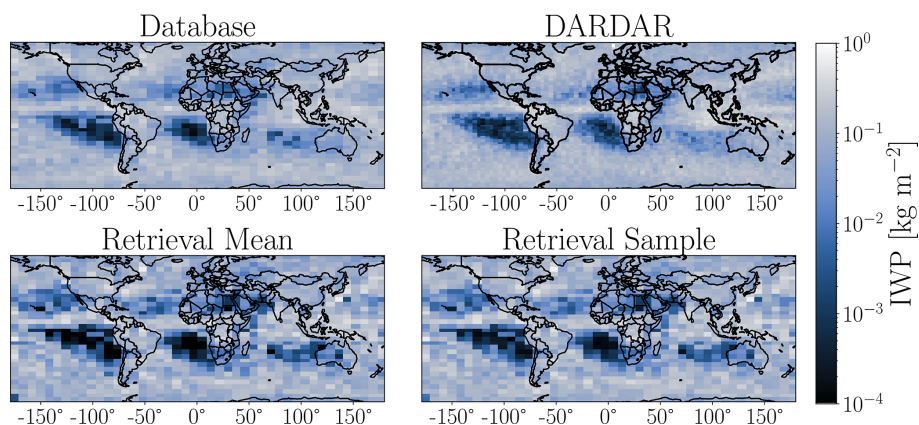 Database DARDAR
-150° -100° -50° 0 50° 100° 150° -150° -100° -50° 0 50° 100° 150°
Retrieval Mean Retrieval Sample
-150° -100° -50° 0 50° 100° 150° -150° -100° -50° 0 50° 100° 150°
10⁰
10⁻¹
10⁻²
10⁻³
10⁻⁴
IWP [kg m⁻²]